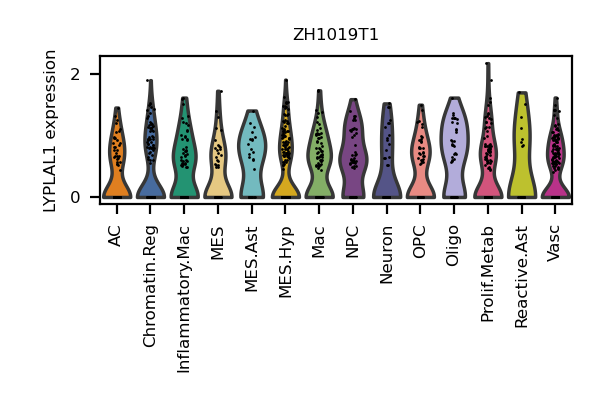 ZH1019T1
LYPLAL1 expression
2
0
AC
Chromatin.Reg
Inflammatory.Mac
MES
MES.Ast
MES.Hyp
Mac
NPC
Neuron
OPC
Oligo
Prolif.Metab
Reactive.Ast
Vasc